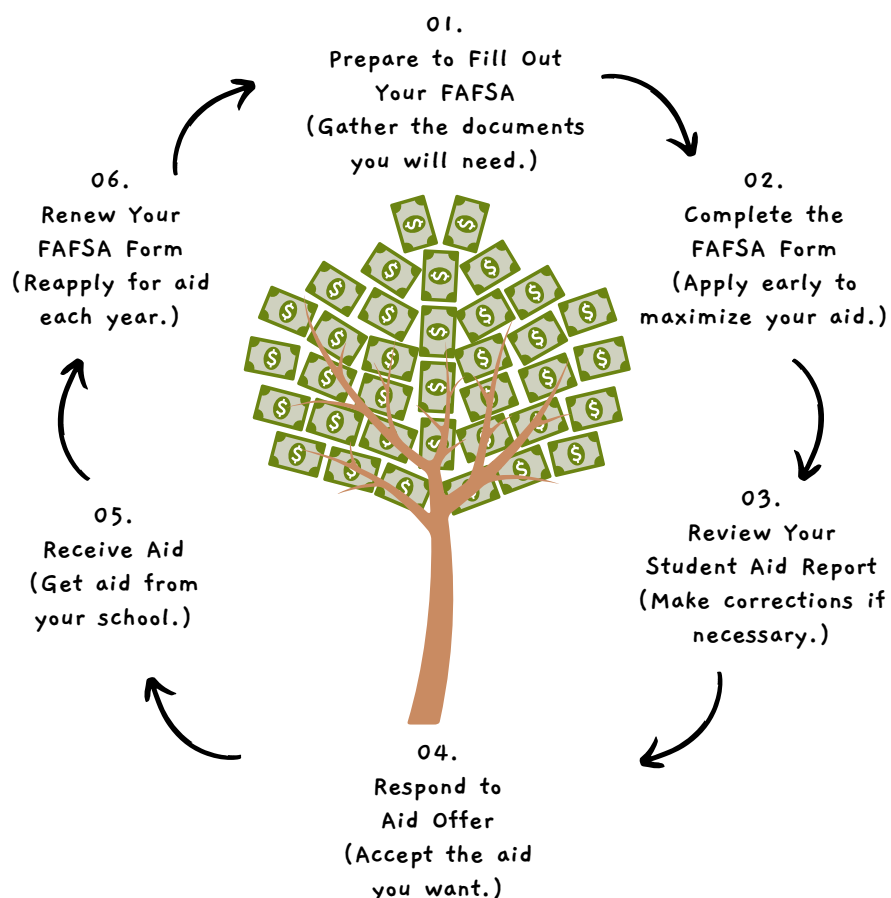 01.
Prepare to Fill Out
Your FAFSA
(Gather the documents
you will need.)
02.
Complete the
FAFSA Form
(Apply early to
maximize your aid.)
03.
Review Your
Student Aid Report
(Make corrections if
necessary.)
04.
Respond to
Aid Offer
(Accept the aid
you want.)
05.
Receive Aid
(Get aid from
your school.)
06.
Renew Your
FAFSA Form
(Reapply for aid
each year.)